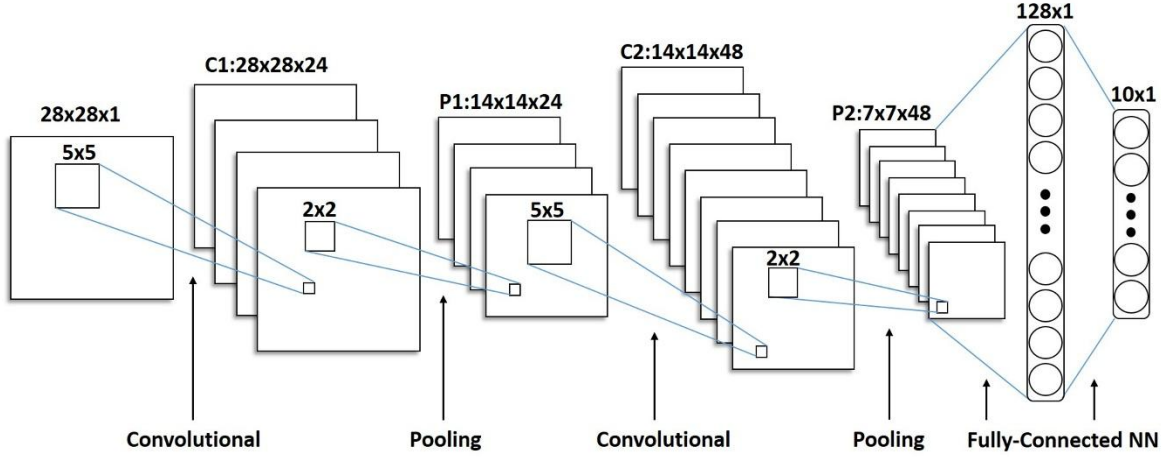 28x28x1
5x5
C1:28x28x24
2x2
P1:14x14x24
5x5
C2:14x14x48
2x2
P2:7x7x48
128x1
10x1
Convolutional
Pooling
Convolutional
Pooling
Fully-Connected NN